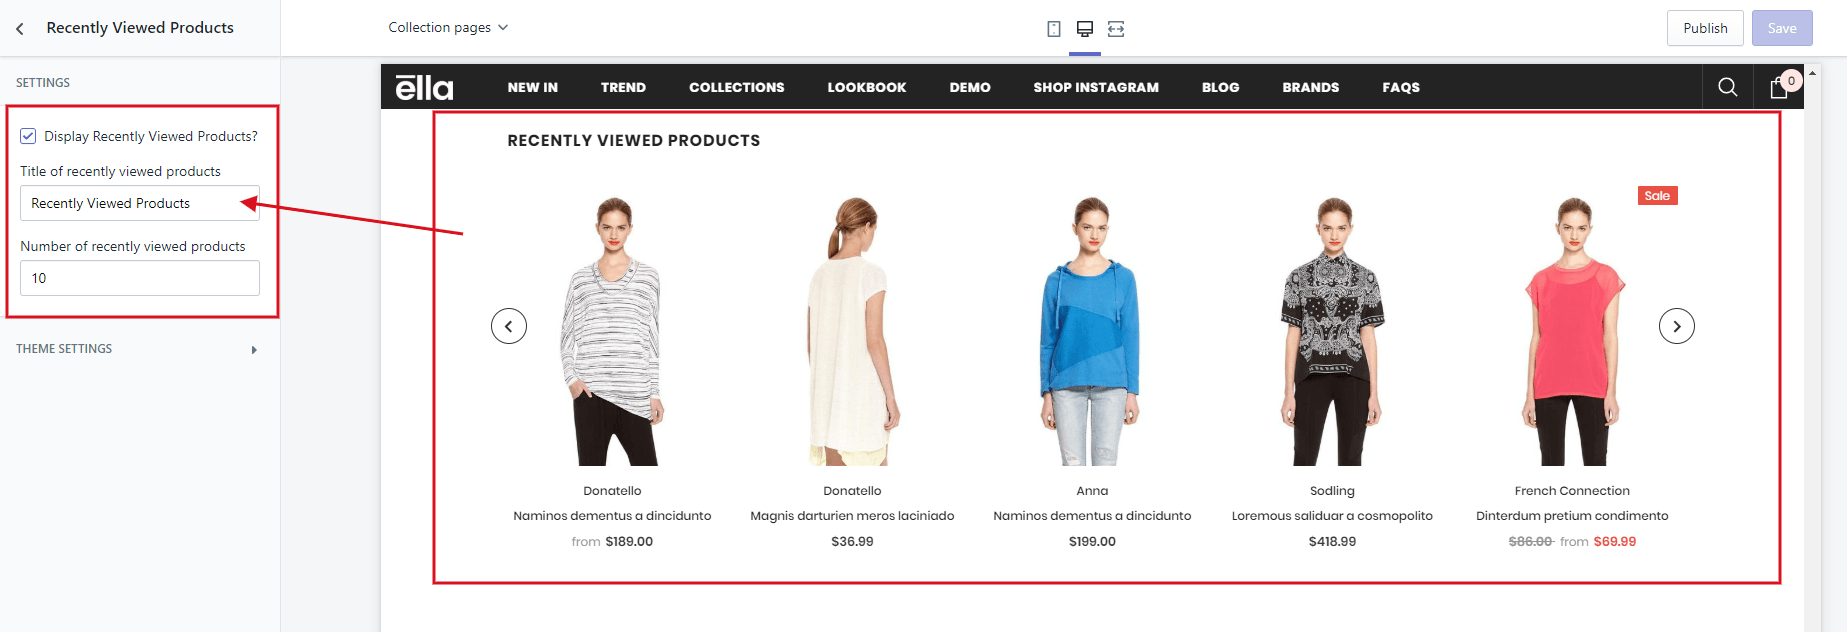 Recently Viewed Products
Collection pages
Publish
Save
SETTINGS
Display Recently Viewed Products?
Title of recently viewed products
Recently Viewed Products
Number of recently viewed products
10
THEME SETTINGS
ēlla
NEW IN
TREND
COLLECTIONS
LOOKBOOK
DEMO
SHOP INSTAGRAM
BLOG
BRANDS
FAQS
0
RECENTLY VIEWED PRODUCTS
Sale
Donatello
Naminos dementus a dincidunto
from $189.00
Donatello
Magnis darturien meros laciniado
$36.99
Anna
Naminos dementus a dincidunto
$199.00
Sodling
Loremous saliduar a cosmopolito
$418.99
French Connection
Dinterdum pretium condimento
$86.00 from $69.99